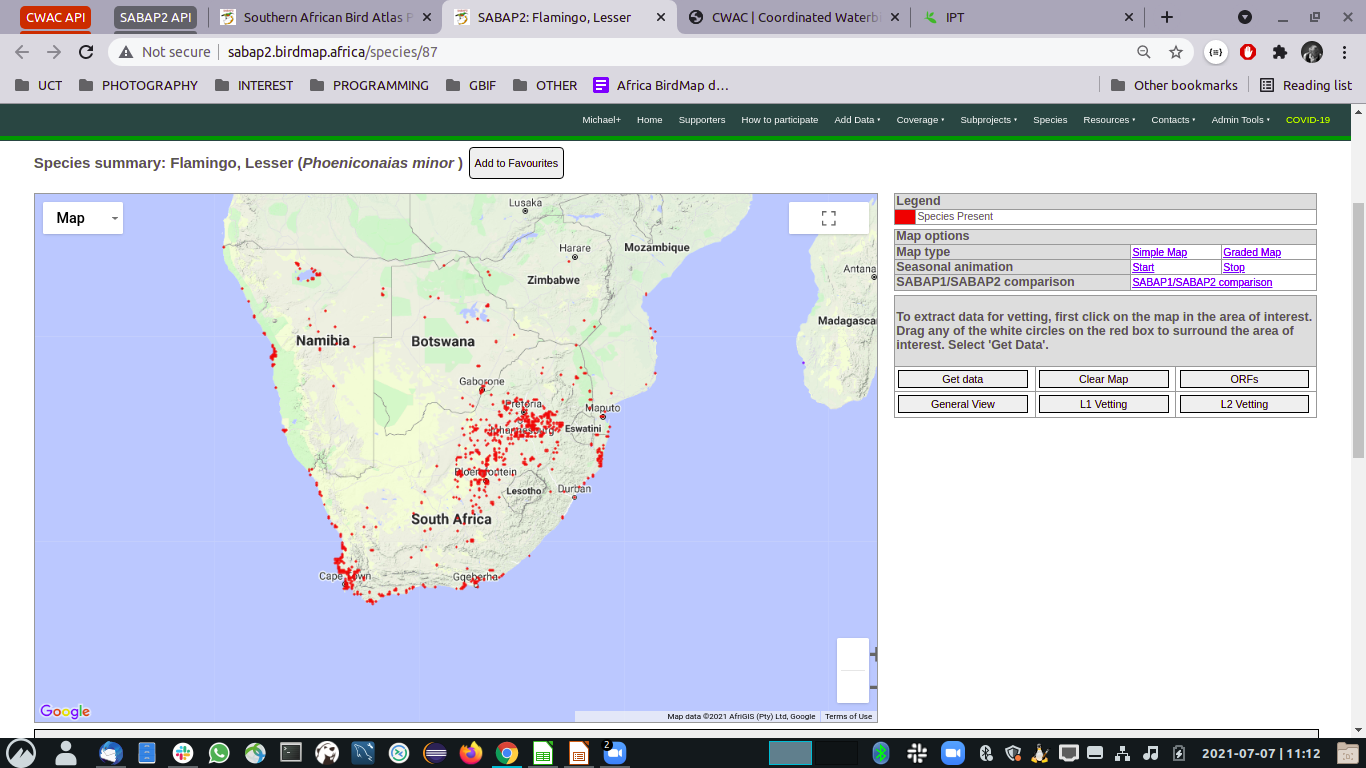 CWAC API
SABAP2 API
Southern African Bird Atlas P
SABAP2: Flamingo, Lesser
CWAC | Coordinated Waterbi
IPT
Not secure
sabap2.birdmap.africa/species/87
UCT
PHOTOGRAPHY
INTEREST
PROGRAMMING
GBIF
OTHER
Africa BirdMap d...
Other bookmarks
Reading list
Michael+
Home
Supporters
How to participate
Add Data
Coverage
Subprojects
Species
Resources
Contacts
Admin Tools
COVID-19
Species summary: Flamingo, Lesser (Phoeniconaias minor )
Add to Favourites
Map
Lusaka
Harare
Mozambique
Zimbabwe
Antana
Madagasca
Namibia
Botswana
Gaborone
Pretoria
Maputo
Johannesburg
Eswatini
Bloemfontein
Lesotho
Durban
South Africa
Cape Town
Gqeberha
Google
Map data ©2021 AfriGIS (Pty) Ltd, Google
Terms of Use
Legend
Species Present
Map options
Map type
Simple Map
Graded Map
Seasonal animation
Start
Stop
SABAP1/SABAP2 comparison
SABAP1/SABAP2 comparison
To extract data for vetting, first click on the map in the area of interest.
Drag any of the white circles on the red box to surround the area of
interest. Select 'Get Data'.
Get data
Clear Map
ORFs
General View
L1 Vetting
L2 Vetting
2
2021-07-07 | 11:12